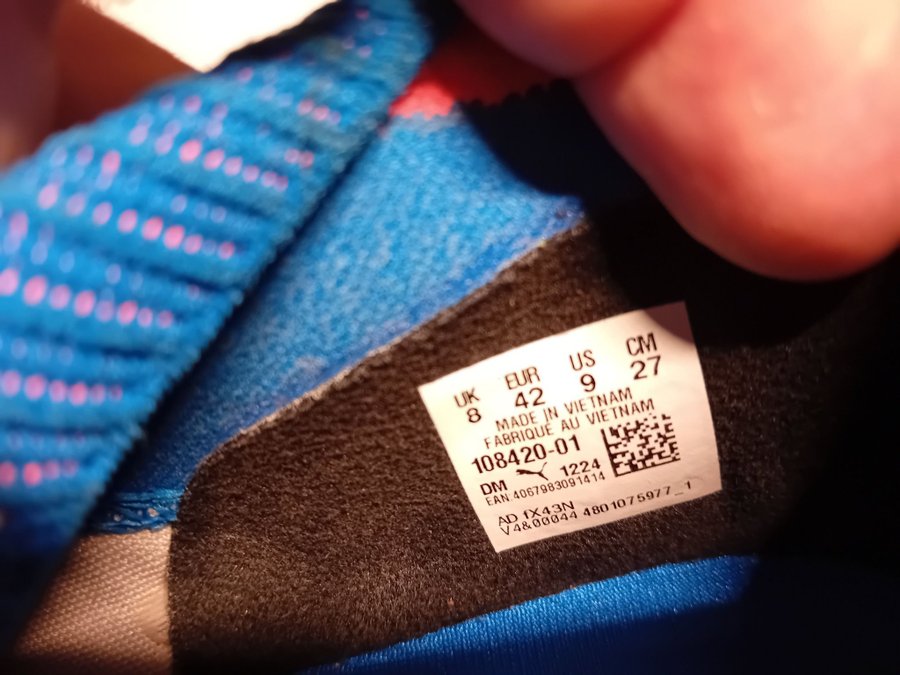 UK EUR US CM
8 42 9 27
MADE IN VIETNAM
FABRIQUE AU VIETNAM
108420-01
DM 1224
EAN 4067983091414
AD 1X43N
V4&00044 4801075977_1